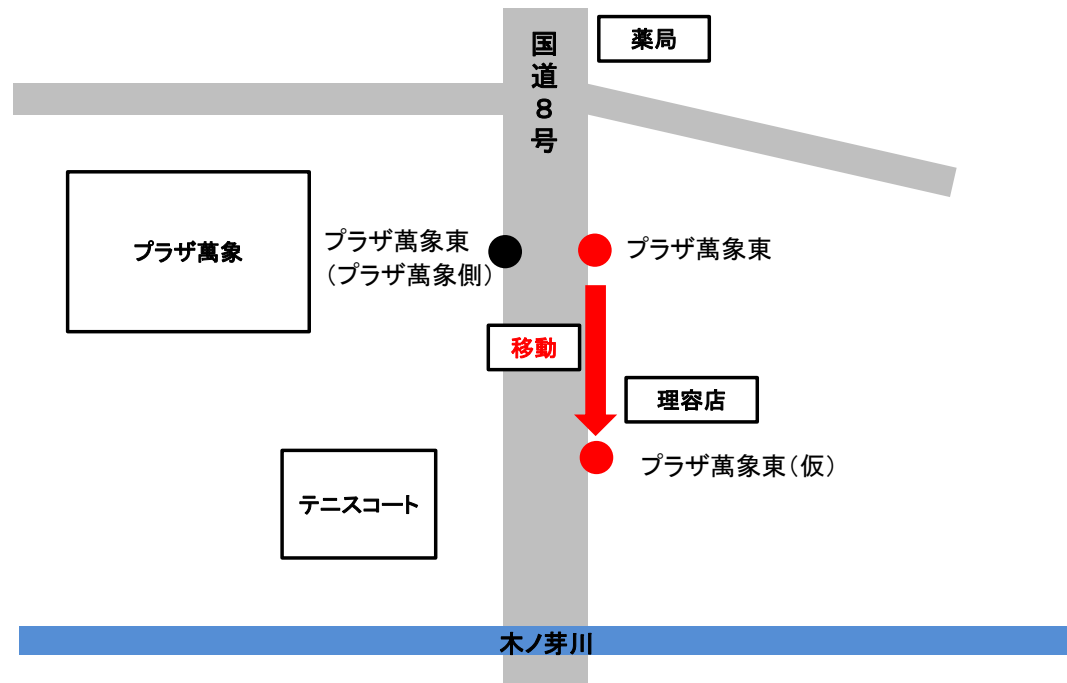 国道８号
薬局
プラザ萬象
プラザ萬象東
（プラザ萬象側）
プラザ萬象東
移動
理容店
プラザ萬象東（仮）
テニスコート
木ノ芽川